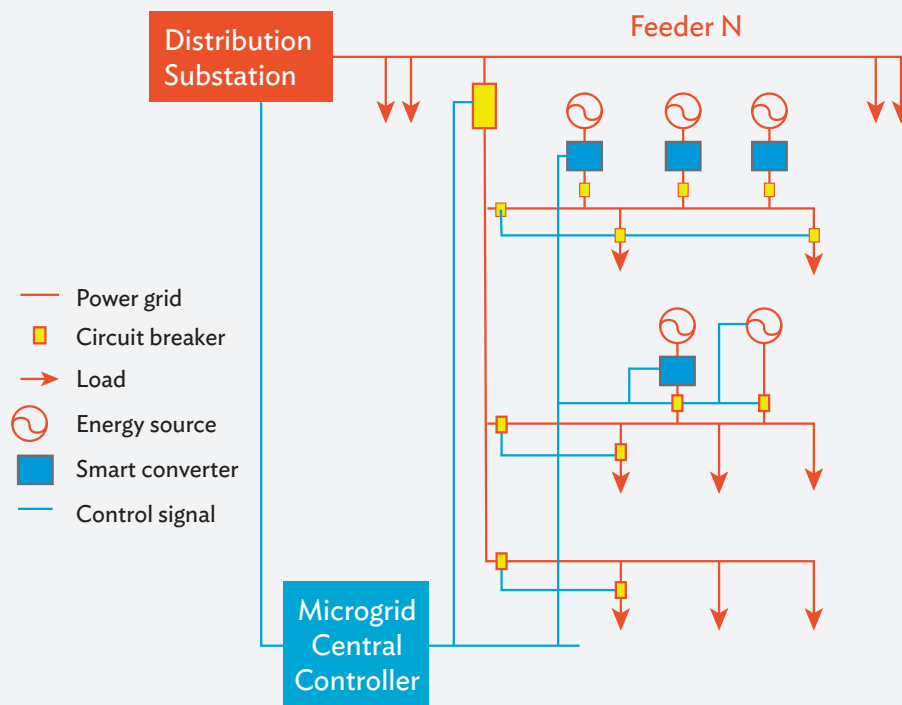 Distribution
Substation
Feeder N
Power grid
Circuit breaker
Load
Energy source
Smart converter
Control signal
Microgrid
Central
Controller